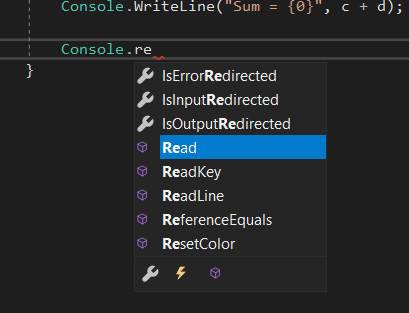 Console.WriteLine("Sum = {0}", c + d);
Console.re
}
IsErrorRedirected
IsInputRedirected
IsOutputRedirected
Read
ReadKey
ReadLine
ReferenceEquals
ResetColor